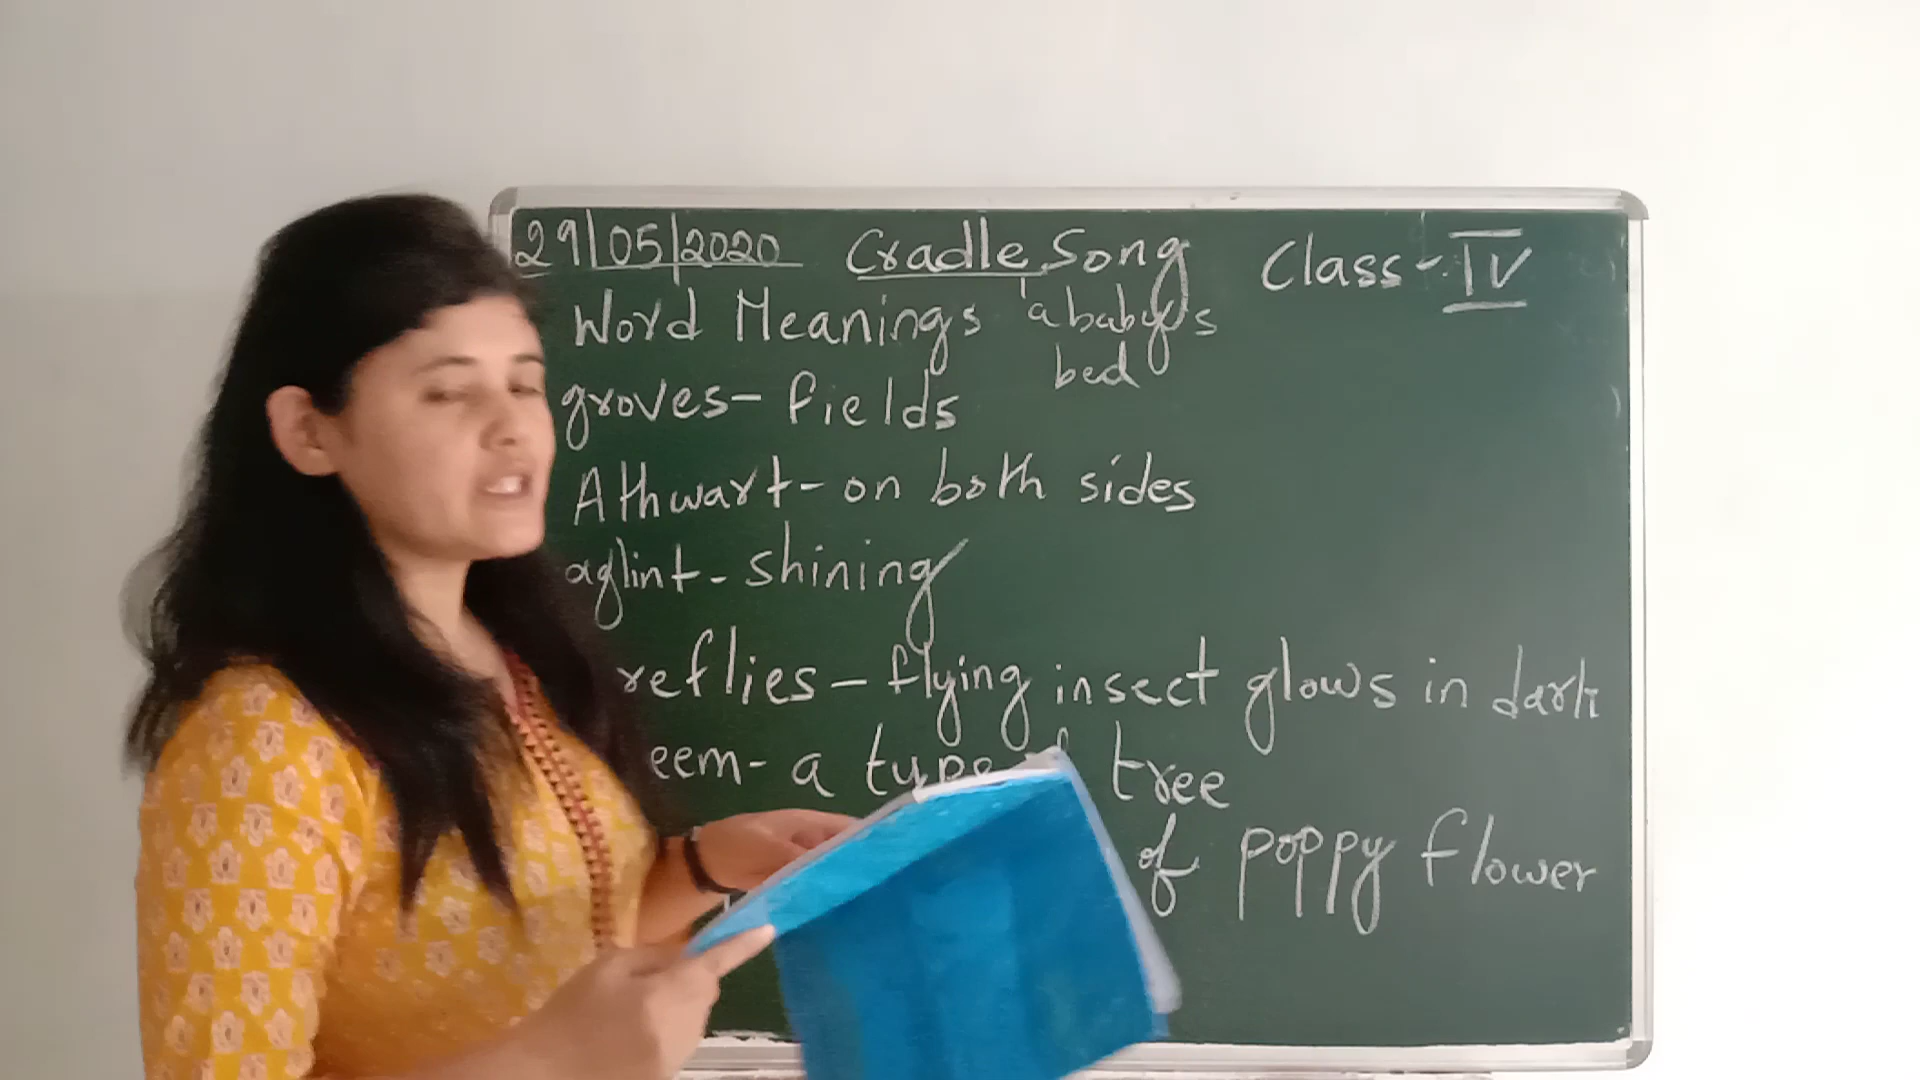 29/05/2020 Cradle Song Class - IV
Word Meanings a baby's
bed
groves - fields
Athwart - on both sides
aglint - shining
reflies - flying insect glows in dark
eem - a type of tree
of poppy flower